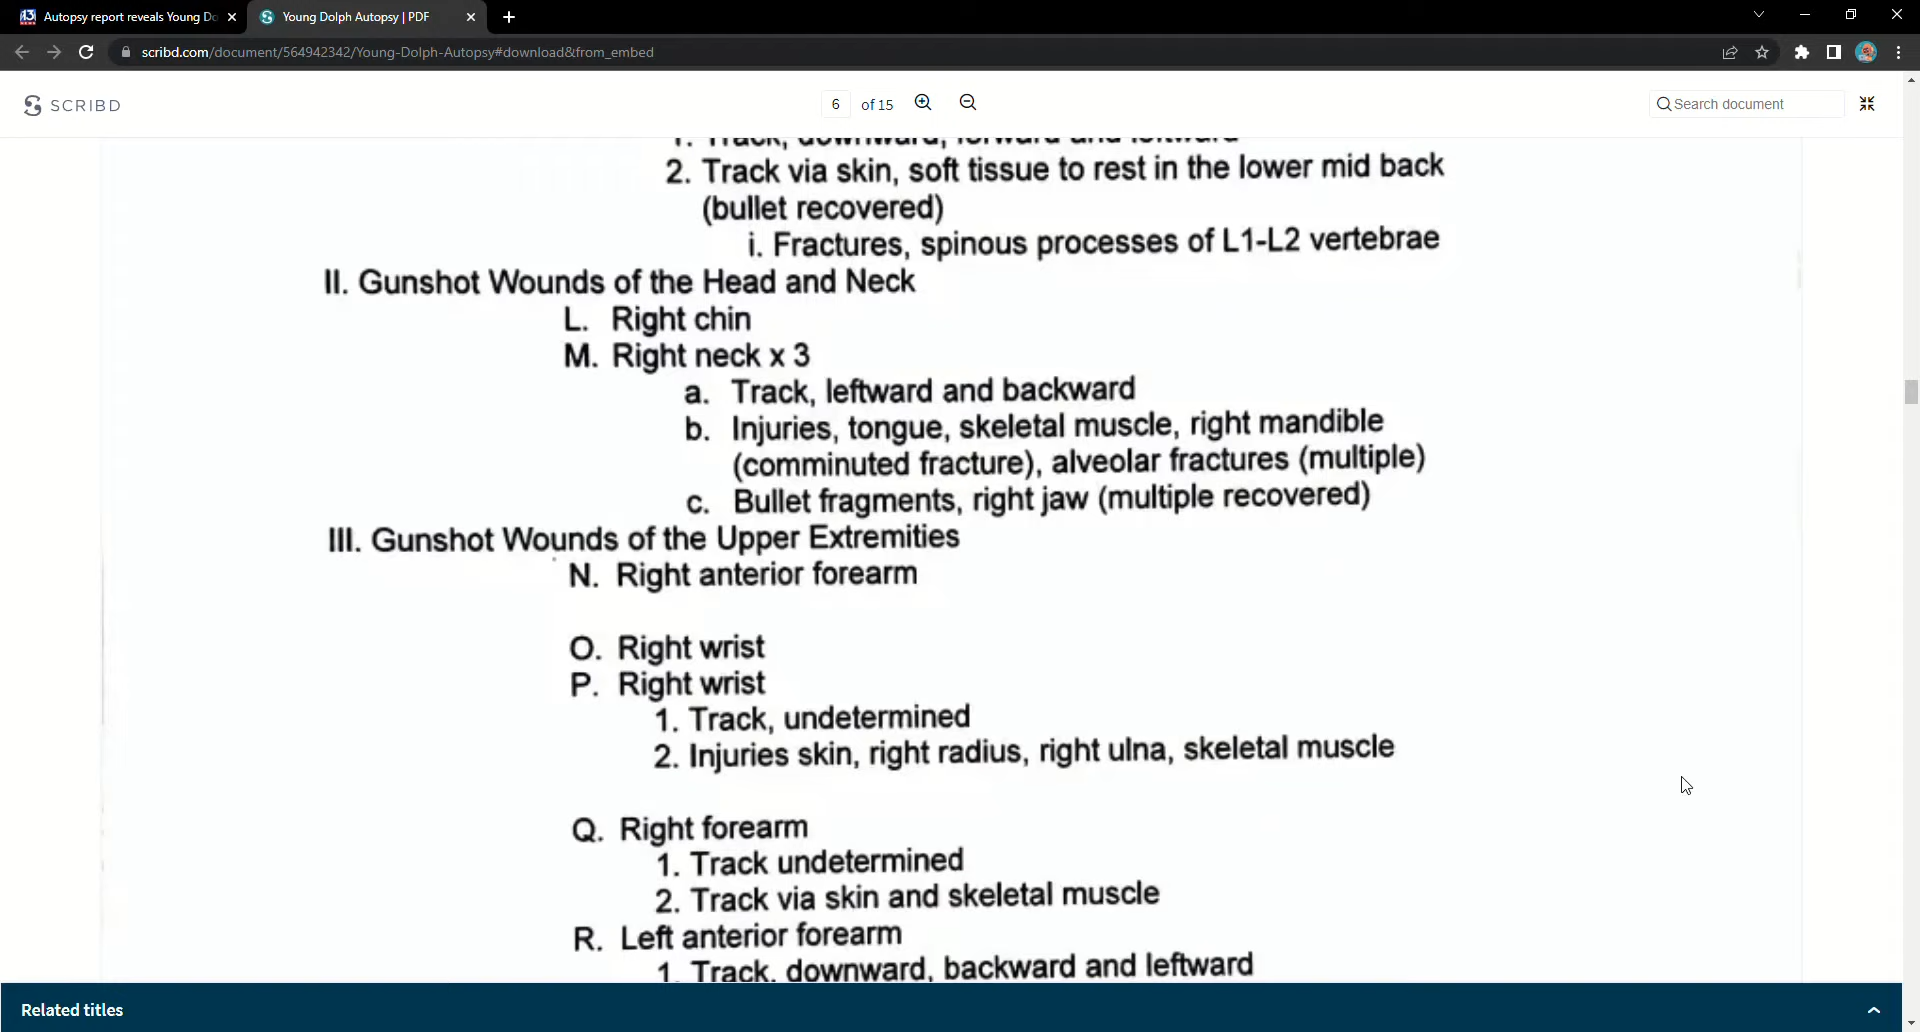 Autopsy report reveals Young Do
Young Dolph Autopsy | PDF
scribd.com/document/564942342/Young-Dolph-Autopsy#download&from_embed
SCRIBD
6 of 15
Search document
1. Track, downward, forward and leftward
2. Track via skin, soft tissue to rest in the lower mid back
(bullet recovered)
i. Fractures, spinous processes of L1-L2 vertebrae
II. Gunshot Wounds of the Head and Neck
L. Right chin
M. Right neck x 3
a. Track, leftward and backward
b. Injuries, tongue, skeletal muscle, right mandible
(comminuted fracture), alveolar fractures (multiple)
c. Bullet fragments, right jaw (multiple recovered)
III. Gunshot Wounds of the Upper Extremities
N. Right anterior forearm
O. Right wrist
P. Right wrist
1. Track, undetermined
2. Injuries skin, right radius, right ulna, skeletal muscle
Q. Right forearm
1. Track undetermined
2. Track via skin and skeletal muscle
R. Left anterior forearm
1. Track, downward, backward and leftward
Related titles